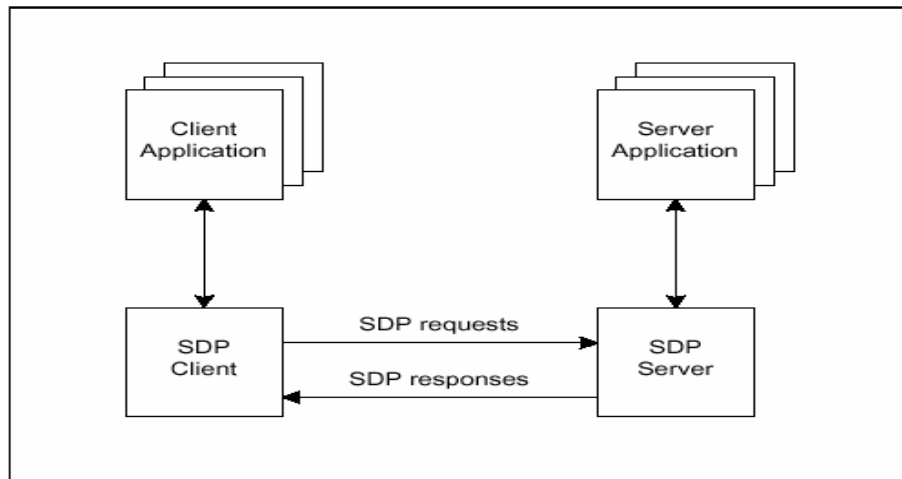 Client
Application
Server
Application
SDP requests
SDP
Client
SDP
Server
SDP responses